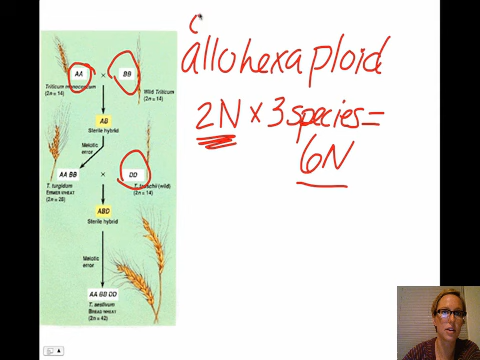 allohexaploid
2N × 3 species =
6N
AA × BB
Triticum monococcum
(2n = 14)
Wild Triticum
(2n = 14)
AB
Sterile hybrid
Meiotic
error
AA BB × DD
T. turgidum
EMMER WHEAT
(2n = 28)
T. tauschii (wild)
(2n = 14)
ABD
Sterile hybrid
Meiotic
error
AA BB DD
T. aestivum
BREAD WHEAT
(2n = 42)